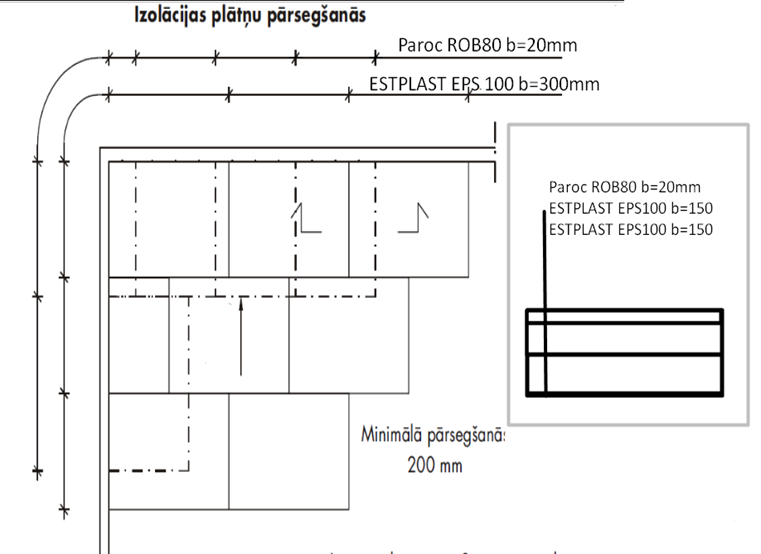 Izolācijas plātņu pārsegšanās
Paroc ROB80 b=20mm
ESTPLAST EPS 100 b=300mm
Paroc ROB80 b=20mm
ESTPLAST EPS100 b=150
ESTPLAST EPS100 b=150
Minimālā pārsegšanās
200 mm